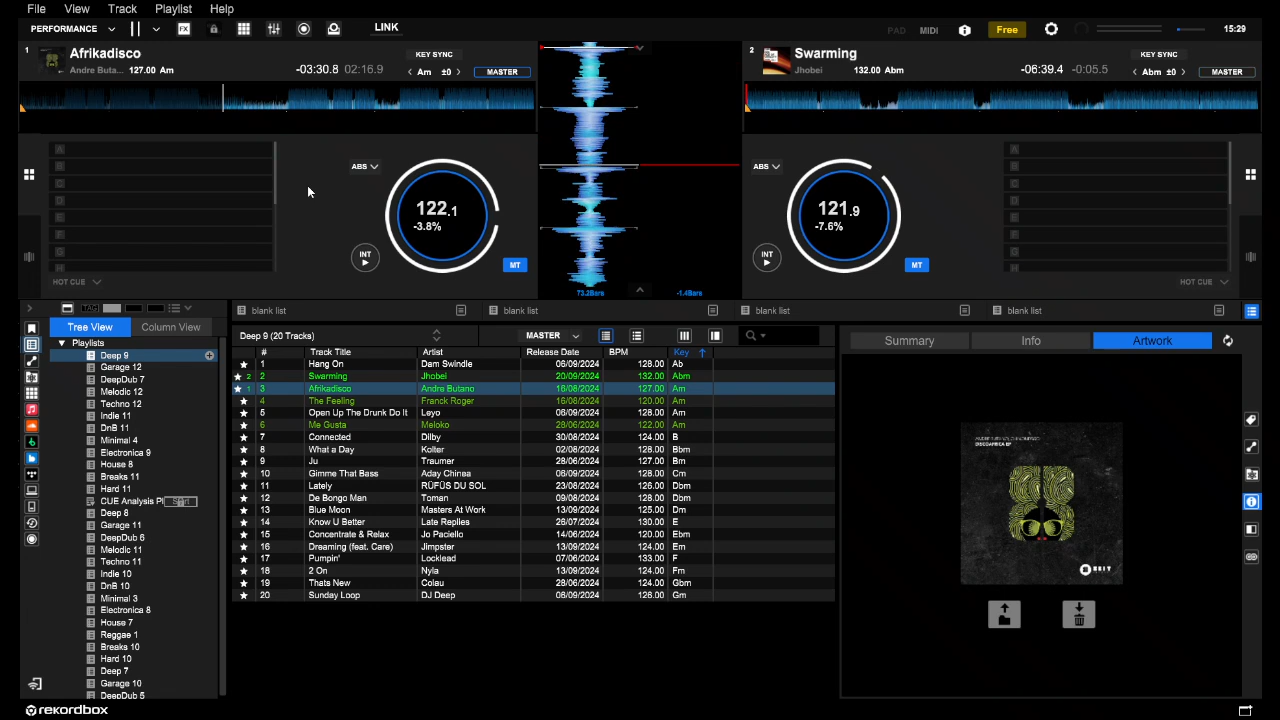 File View Track Playlist Help
PERFORMANCE FX LINK PAD MIDI Free 15:29
1 Afrikadisco KEY SYNC
Andre Buta... 127.00 Am -03:30.8 02:16.9 Am ±0 MASTER
2 Swarming KEY SYNC
Jhobei 132.00 Abm -06:39.4 -0:05.5 Abm ±0 MASTER
A
B
C
D
E
F
G
H
HOT CUE
ABS
122.1
-3.8%
INT
MT
73.2Bars -1.4Bars
ABS
121.9
-7.6%
INT
MT
A
B
C
D
E
F
G
H
HOT CUE
TAG
blank list blank list blank list blank list
Tree View Column View
Playlists
Deep 9
Garage 12
DeepDub 7
Melodic 12
Techno 12
Indie 11
DnB 11
Minimal 4
Electronica 9
House 8
Breaks 11
Hard 11
CUE Analysis Pl Start
Deep 8
Garage 11
DeepDub 6
Melodic 11
Techno 11
Indie 10
DnB 10
Minimal 3
Electronica 8
House 7
Reggae 1
Breaks 10
Hard 10
Deep 7
Garage 10
DeepDub 5
Deep 9 (20 Tracks) MASTER
# Track Title Artist Release Date BPM Key
1 Hang On Dam Swindle 06/09/2024 128.00 Ab
2 2 Swarming Jhobei 20/09/2024 132.00 Abm
1 3 Afrikadisco Andre Butano 16/08/2024 127.00 Am
4 The Feeling Franck Roger 16/08/2024 120.00 Am
5 Open Up The Drunk Do It Leyo 06/09/2024 128.00 Am
6 Me Gusta Meloko 28/06/2024 122.00 Am
7 Connected Dilby 30/08/2024 124.00 B
8 What a Day Kolter 02/08/2024 128.00 Bbm
9 Ju Traumer 28/06/2024 127.00 Bm
10 Gimme That Bass Aday Chinea 06/09/2024 128.00 Cm
11 Lately RÜFÜS DU SOL 23/08/2024 126.00 Dbm
12 De Bongo Man Toman 09/08/2024 128.00 Dbm
13 Blue Moon Masters At Work 13/09/2024 125.00 Dm
14 Know U Better Late Replies 26/07/2024 130.00 E
15 Concentrate & Relax Jo Paciello 14/06/2024 120.00 Ebm
16 Dreaming (feat. Care) Jimpster 13/09/2024 124.00 Em
17 Pumpin' Locklead 07/06/2024 133.00 F
18 2 On Nyla 13/09/2024 124.00 Fm
19 Thats New Colau 28/06/2024 124.00 Gbm
20 Sunday Loop DJ Deep 06/09/2024 126.00 Gm
Summary Info Artwork
EXIT
rekordbox